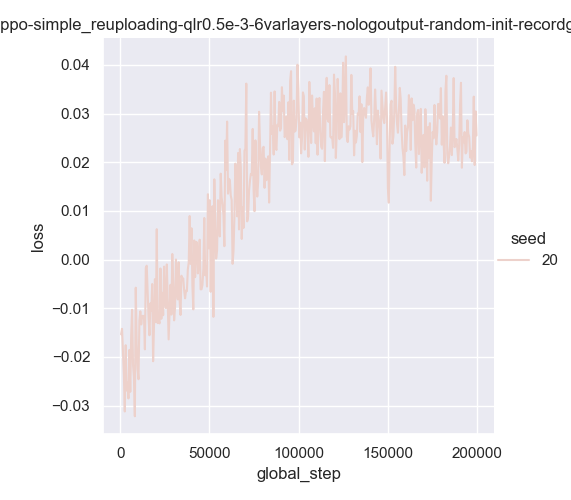 ppo-simple_reuploading-qlr0.5e-3-6varlayers-nologoutput-random-init-recordg
0.04
0.03
0.02
0.01
0.00
−0.01
−0.02
−0.03
loss
0 50000 100000 150000 200000
global_step
seed
20